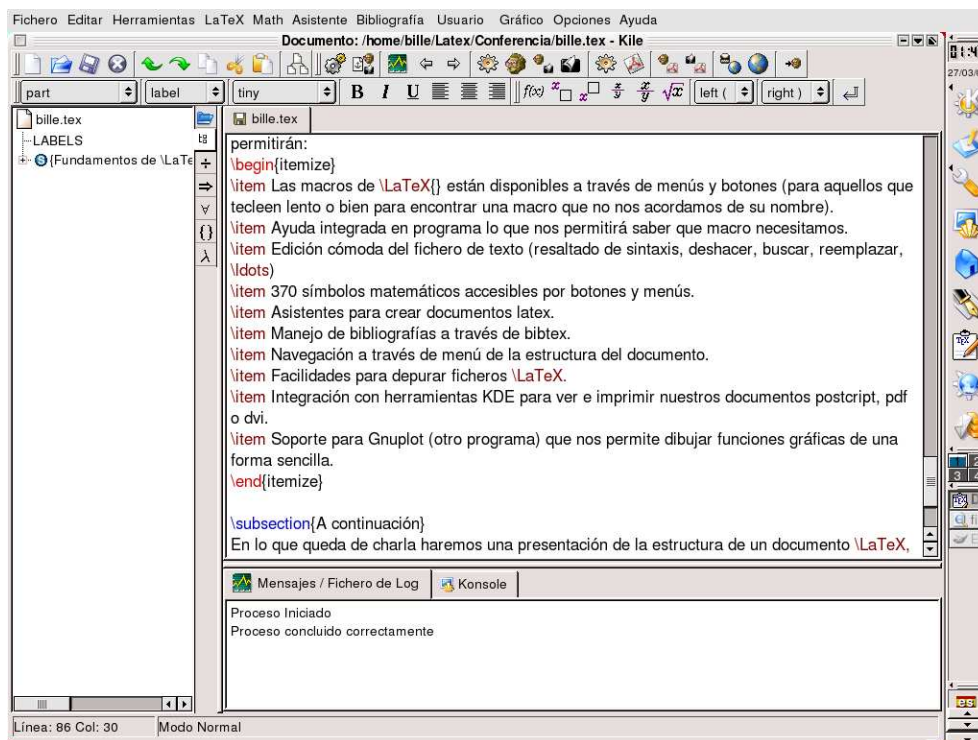 Fichero Editar Herramientas LaTeX Math Asistente Bibliografía Usuario Gráfico Opciones Ayuda
Documento: /home/bille/Latex/Conferencia/bille.tex - Kile
part label tiny B I U f(x) left ( right )
27/03/
bille.tex
LABELS
{Fundamentos de \LaTe
bille.tex
permitirán:
\begin{itemize}
\item Las macros de \LaTeX{} están disponibles a través de menús y botones (para aquellos que
tecleen lento o bien para encontrar una macro que no nos acordamos de su nombre).
\item Ayuda integrada en programa lo que nos permitirá saber que macro necesitamos.
\item Edición cómoda del fichero de texto (resaltado de sintaxis, deshacer, buscar, reemplazar,
\ldots)
\item 370 símbolos matemáticos accesibles por botones y menús.
\item Asistentes para crear documentos latex.
\item Manejo de bibliografías a través de bibtex.
\item Navegación a través de menú de la estructura del documento.
\item Facilidades para depurar ficheros \LaTeX.
\item Integración con herramientas KDE para ver e imprimir nuestros documentos postcript, pdf
o dvi.
\item Soporte para Gnuplot (otro programa) que nos permite dibujar funciones gráficas de una
forma sencilla.
\end{itemize}
\subsection{A continuación}
En lo que queda de charla haremos una presentación de la estructura de un documento \LaTeX,
Mensajes / Fichero de Log Konsole
Proceso Iniciado
Proceso concluido correctamente
es
Línea: 86 Col: 30 Modo Normal